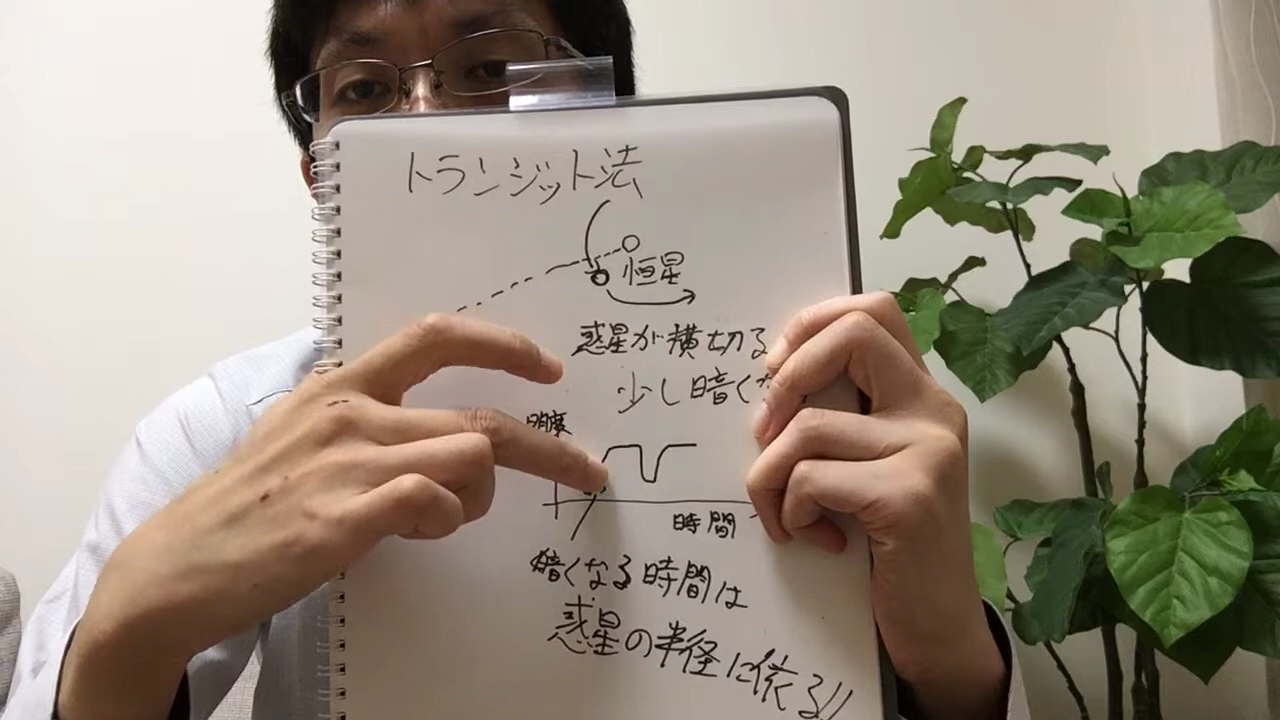 トランジット法
恒星
惑星が横切る
少し暗く
明度
時間
暗くなる時間は
惑星の半径に依る!!